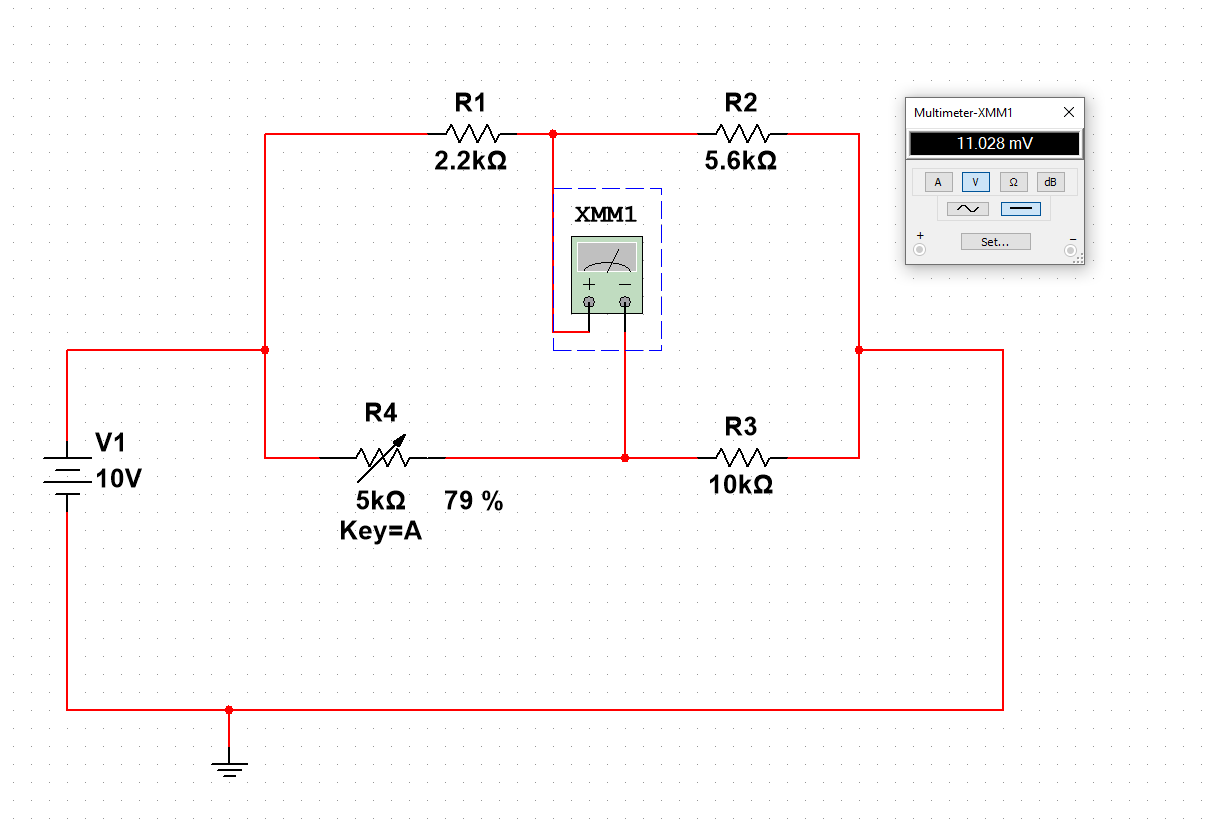 R1
2.2kΩ
R2
5.6kΩ
Multimeter-XMM1
11.028 mV
A V Ω dB
+ Set... −
XMM1
+ −
V1
10V
R4
5kΩ 79 %
Key=A
R3
10kΩ